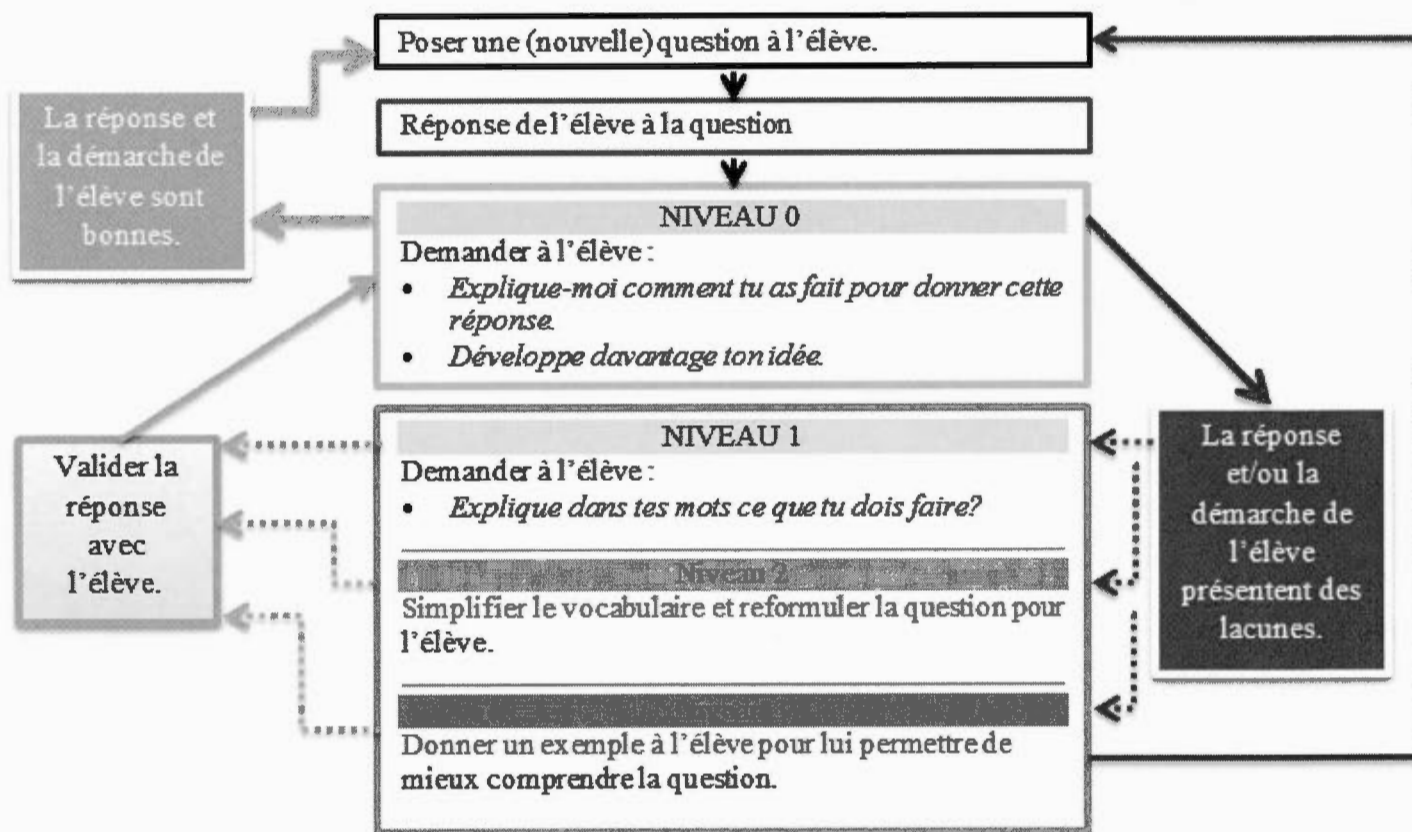 Poser une (nouvelle) question à l'élève.
Réponse de l'élève à la question
La réponse et
la démarche de
l'élève sont
bonnes.
NIVEAU 0
Demander à l'élève :
• Explique-moi comment tu as fait pour donner cette
réponse.
• Développe davantage ton idée.
NIVEAU 1
Demander à l'élève :
• Explique dans tes mots ce que tu dois faire?
Niveau 2
Simplifier le vocabulaire et reformuler la question pour
l'élève.
Donner un exemple à l'élève pour lui permettre de
mieux comprendre la question.
Valider la
réponse
avec
l'élève.
La réponse
et/ou la
démarche de
l'élève
présentent des
lacunes.